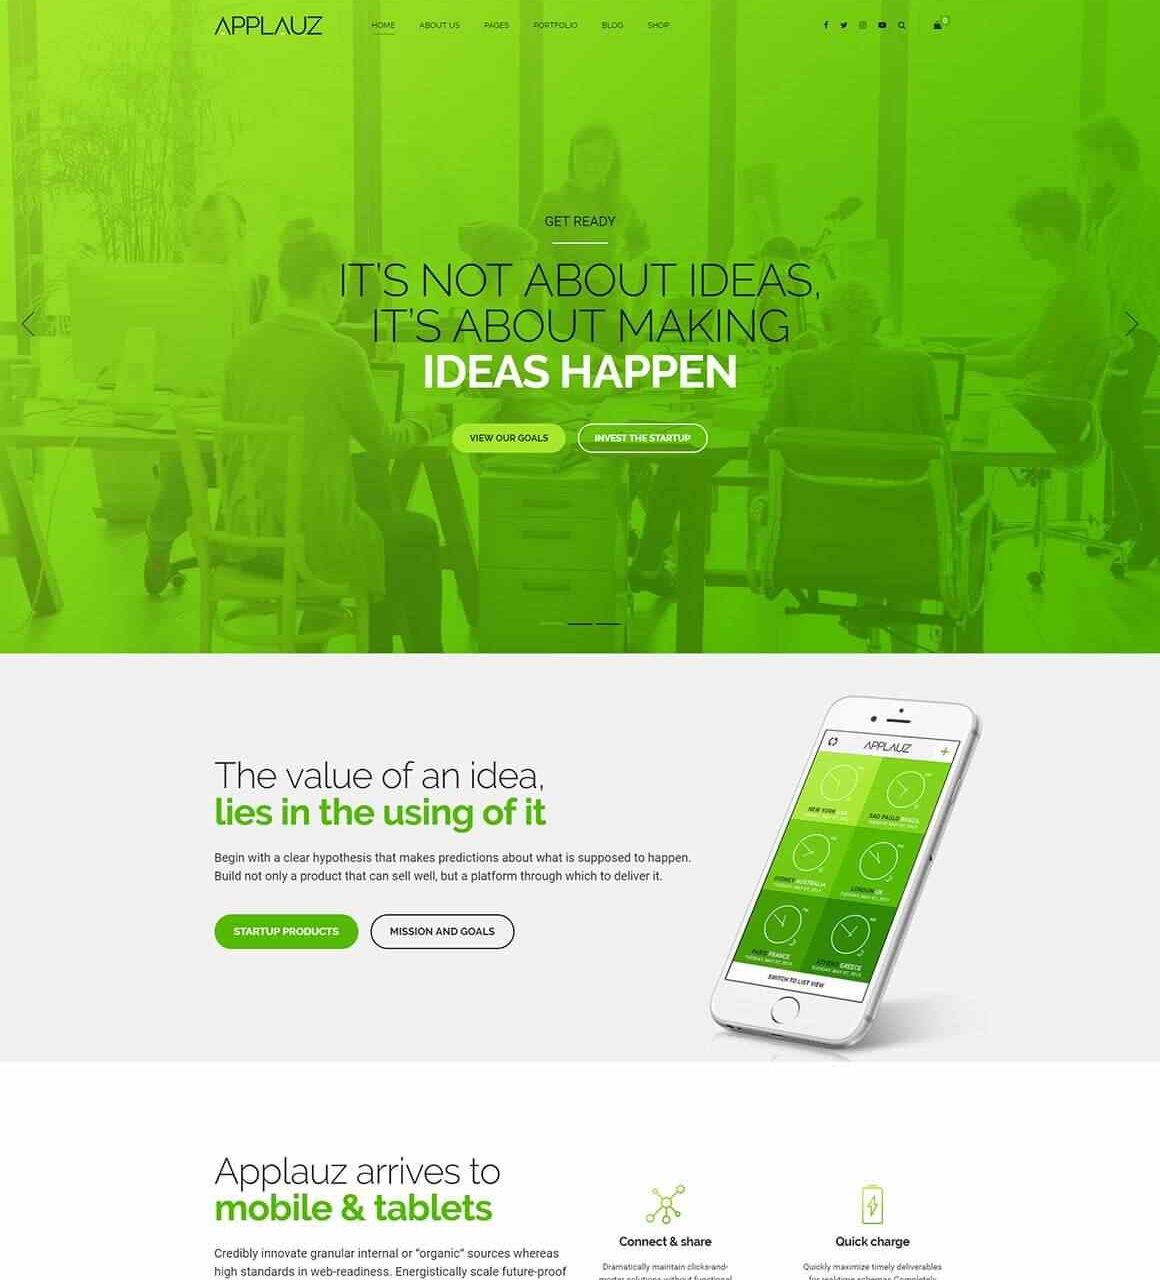 APPLAUZ
HOME ABOUT US PAGES PORTFOLIO BLOG SHOP
0
GET READY
IT'S NOT ABOUT IDEAS,
IT'S ABOUT MAKING
IDEAS HAPPEN
VIEW OUR GOALS
INVEST THE STARTUP
The value of an idea,
lies in the using of it
Begin with a clear hypothesis that makes predictions about what is supposed to happen.
Build not only a product that can sell well, but a platform through which to deliver it.
STARTUP PRODUCTS
MISSION AND GOALS
APPLAUZ
NEW YORK USA
SAO PAULO BRAZIL
SYDNEY AUSTRALIA
LONDON UK
PARIS FRANCE
ATHENS GREECE
SWITCH TO LIST VIEW
Applauz arrives to
mobile & tablets
Credibly innovate granular internal or “organic” sources whereas
high standards in web-readiness. Energistically scale future-proof
Connect & share
Dramatically maintain clicks-and-
mortar solutions without functional
Quick charge
Quickly maximize timely deliverables
for real-time schemas Completely